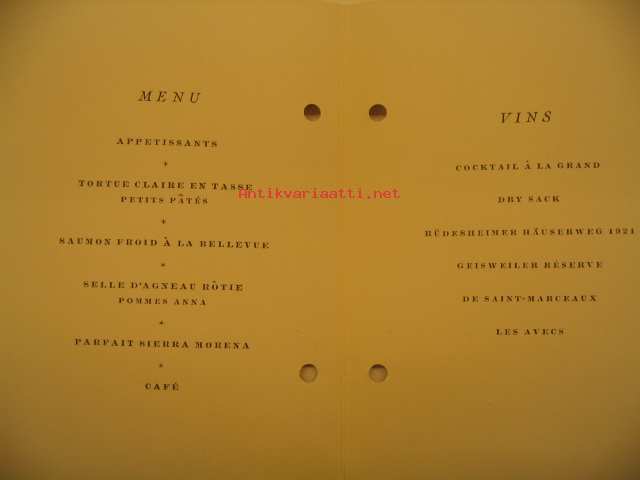 MENU
APPETISSANTS
*
TORTUE CLAIRE EN TASSE
PETITS PÂTÉS
*
SAUMON FROID À LA BELLEVUE
*
SELLE D'AGNEAU RÔTIE
POMMES ANNA
*
PARFAIT SIERRA MORENA
*
CAFÉ
VINS
COCKTAIL À LA GRAND
DRY SACK
RÜDESHEIMER HÄUSERWEG 1921
GEISWEILER RÉSERVE
DE SAINT-MARCEAUX
LES AVECS
Antikvariaatti.net